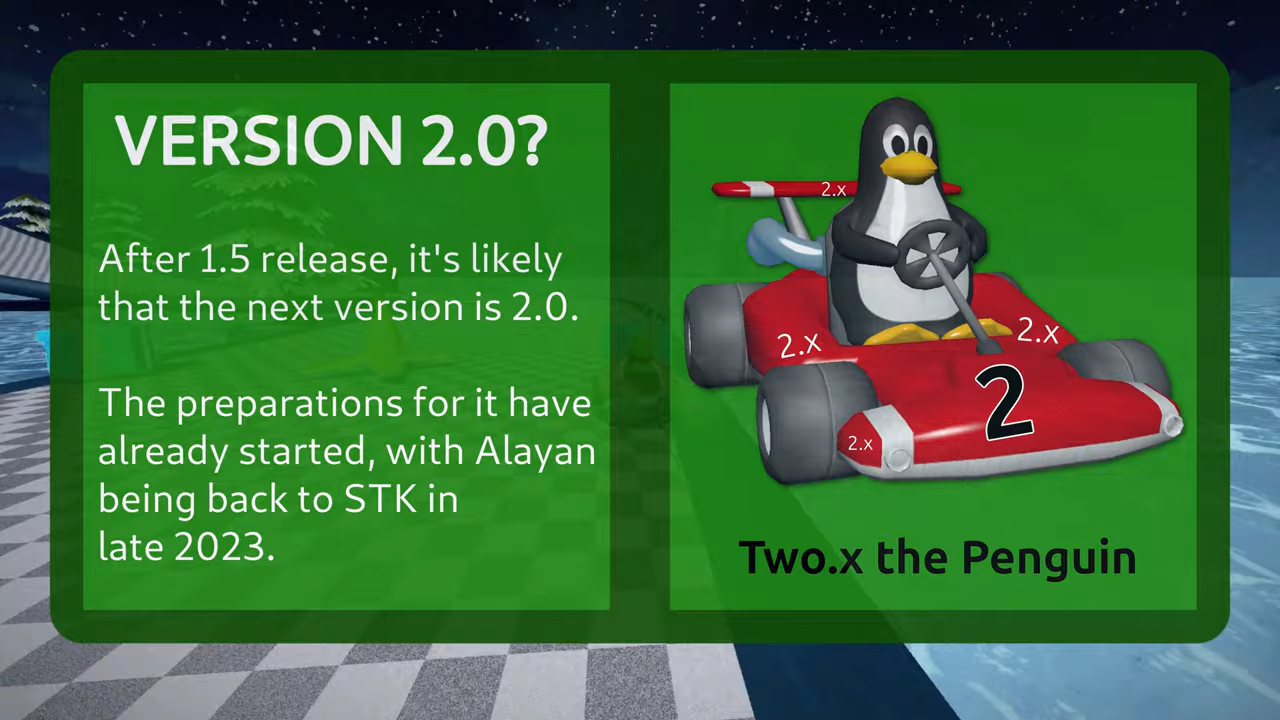 VERSION 2.0?
After 1.5 release, it's likely
that the next version is 2.0.
The preparations for it have
already started, with Alayan
being back to STK in
late 2023.
2.x
2.x
2.x
2
2.x
Two.x the Penguin